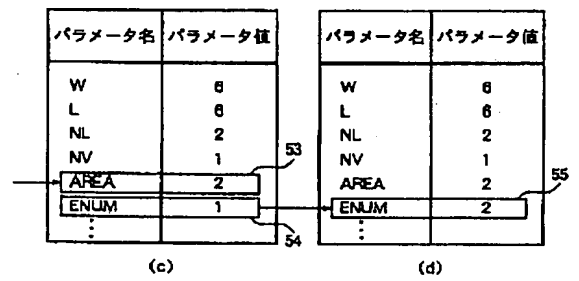 パラメータ名 パラメータ値 パラメータ名 パラメータ値
W 6 W 6
L 6 L 6
NL 2 NL 2
NV 1 53 NV 1
AREA 2 AREA 2 55
ENUM 1 ENUM 2
54
(c) (d)